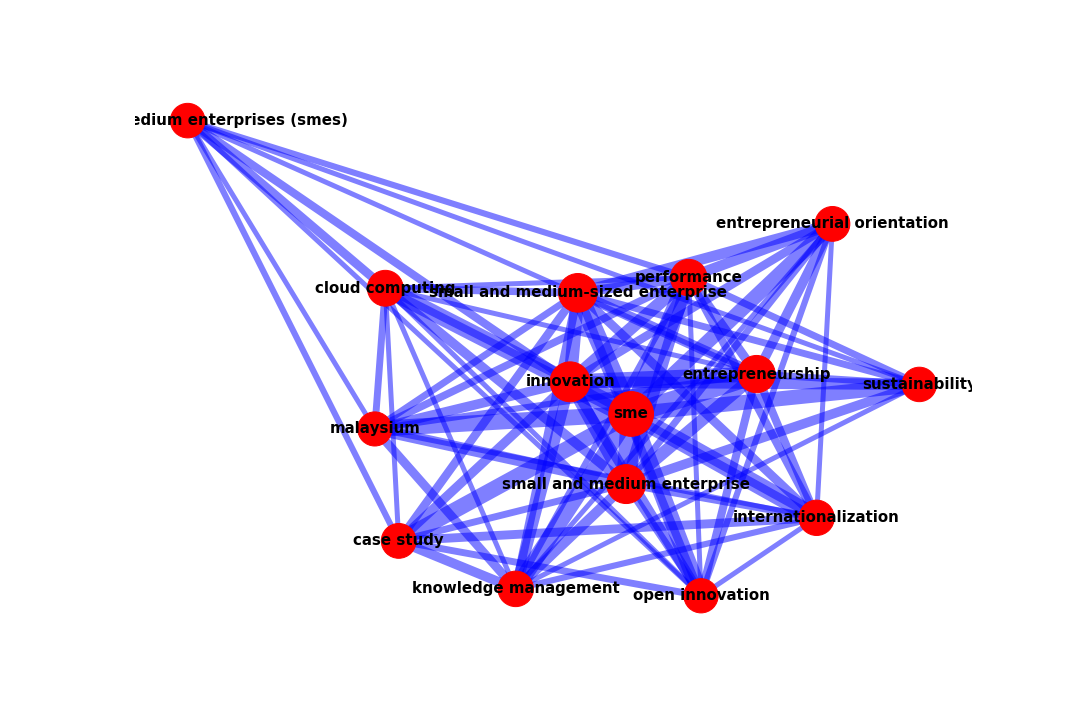 edium enterprises (smes)
entrepreneurial orientation
performance
cloud computing
small and medium-sized enterprise
entrepreneurship
innovation
sustainability
sme
malaysium
small and medium enterprise
internationalization
case study
knowledge management
open innovation